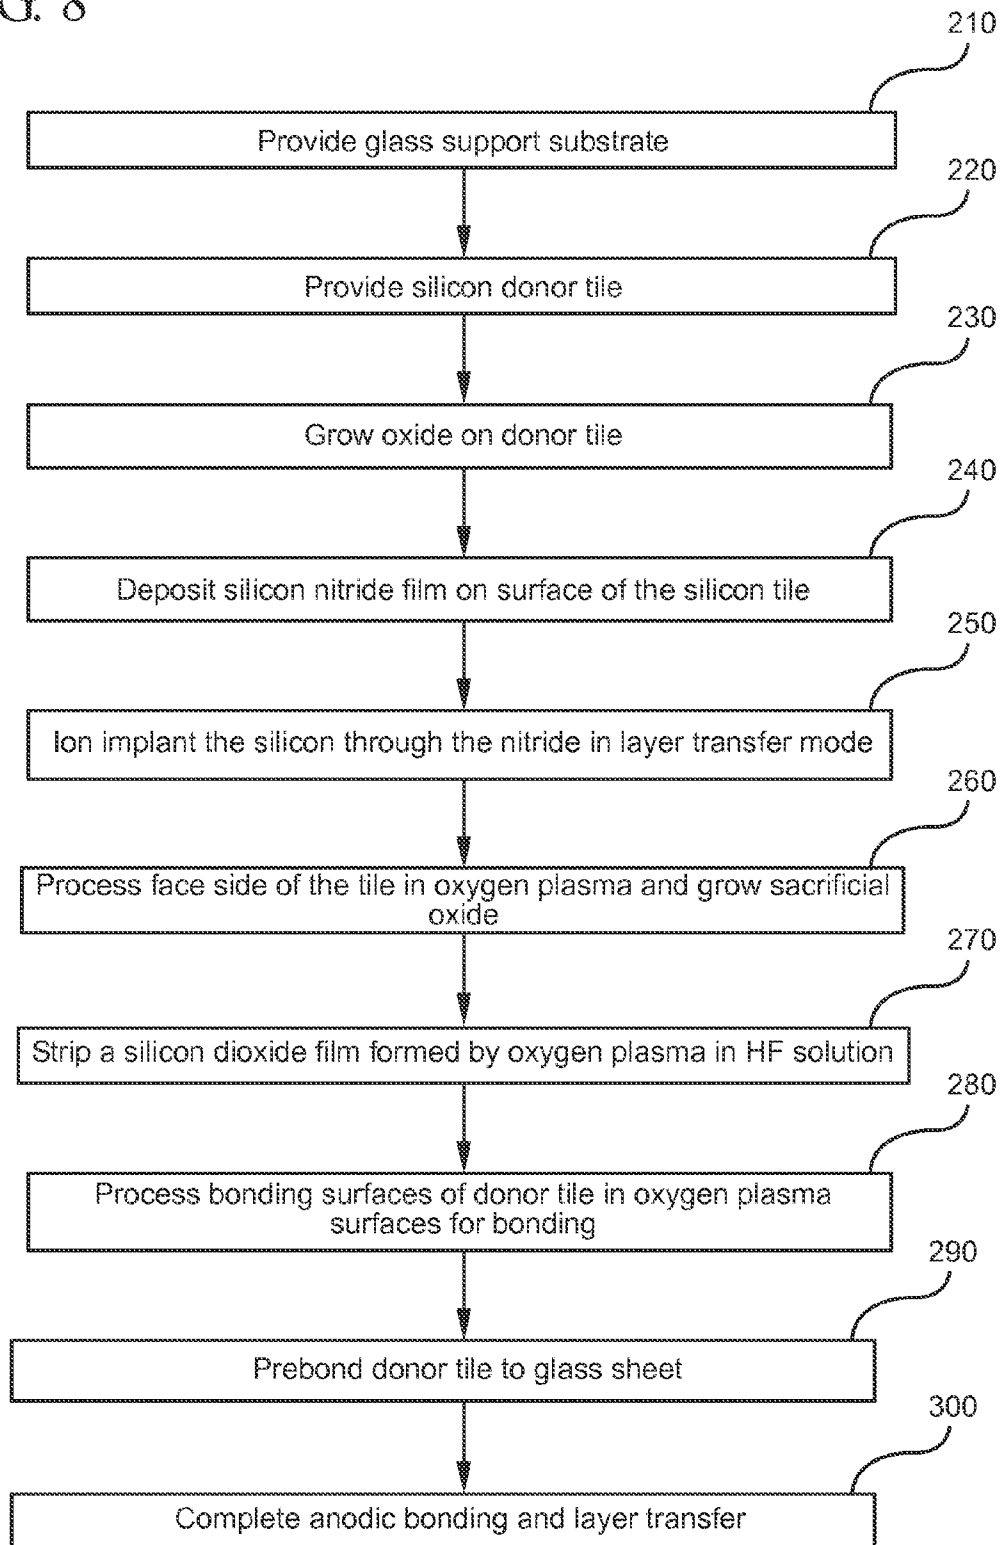 G. 8
210
Provide glass support substrate
220
Provide silicon donor tile
230
Grow oxide on donor tile
240
Deposit silicon nitride film on surface of the silicon tile
250
Ion implant the silicon through the nitride in layer transfer mode
260
Process face side of the tile in oxygen plasma and grow sacrificial
oxide
270
Strip a silicon dioxide film formed by oxygen plasma in HF solution
280
Process bonding surfaces of donor tile in oxygen plasma
surfaces for bonding
290
Prebond donor tile to glass sheet
300
Complete anodic bonding and layer transfer